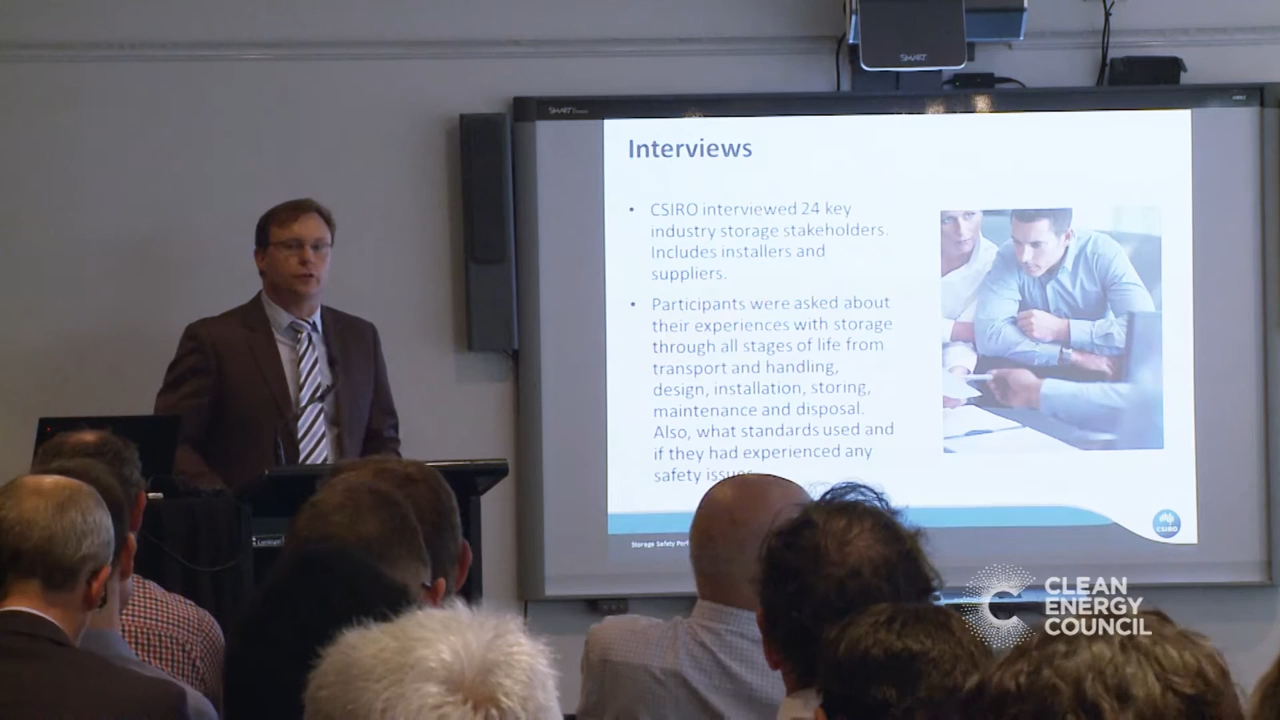 SMART
SMART
Interviews
• CSIRO interviewed 24 key
industry storage stakeholders.
Includes installers and
suppliers.
• Participants were asked about
their experiences with storage
through all stages of life from
transport and handling,
design, installation, storing,
maintenance and disposal.
Also, what standards used and
if they had experienced any
safety issues
CSIRO
Storage Safety
CLEAN
ENERGY
COUNCIL